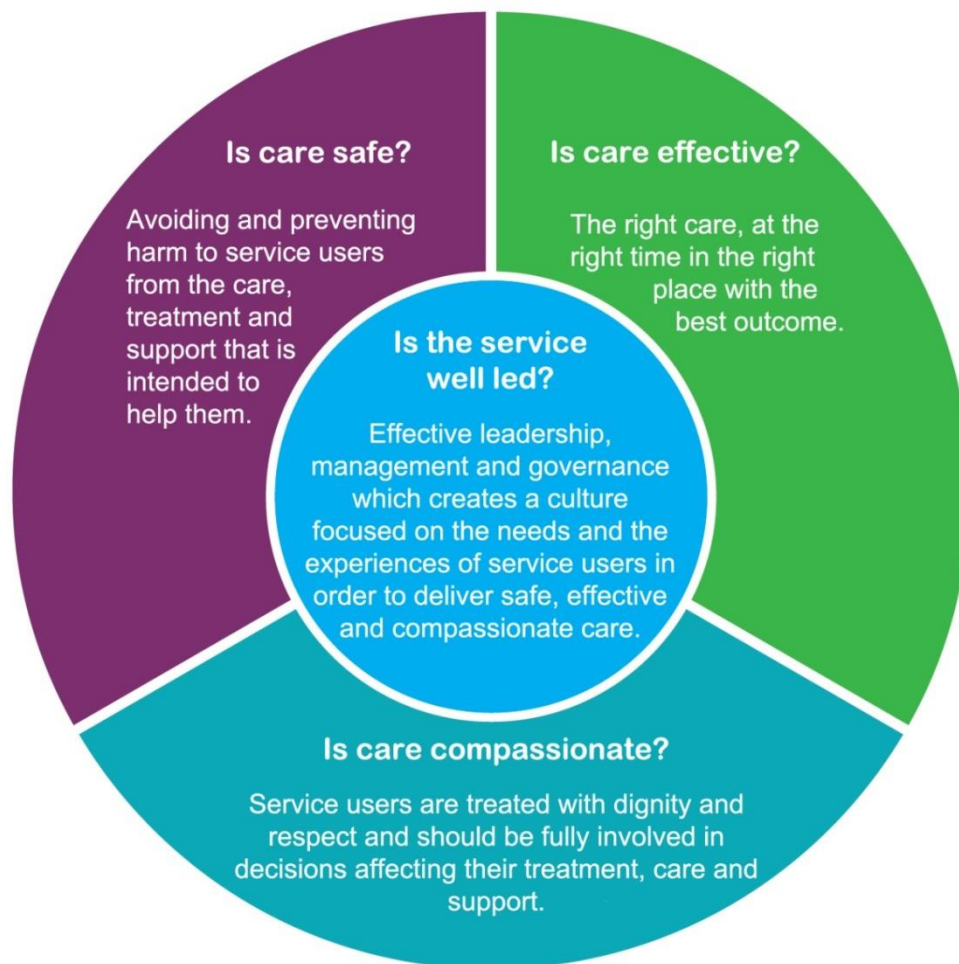 Is care safe?
Avoiding and preventing
harm to service users
from the care,
treatment and
support that is
intended to
help them.
Is care effective?
The right care, at the
right time in the right
place with the
best outcome.
Is the service
well led?
Effective leadership,
management and governance
which creates a culture
focused on the needs and the
experiences of service users in
order to deliver safe, effective
and compassionate care.
Is care compassionate?
Service users are treated with dignity and
respect and should be fully involved in
decisions affecting their treatment, care and
support.